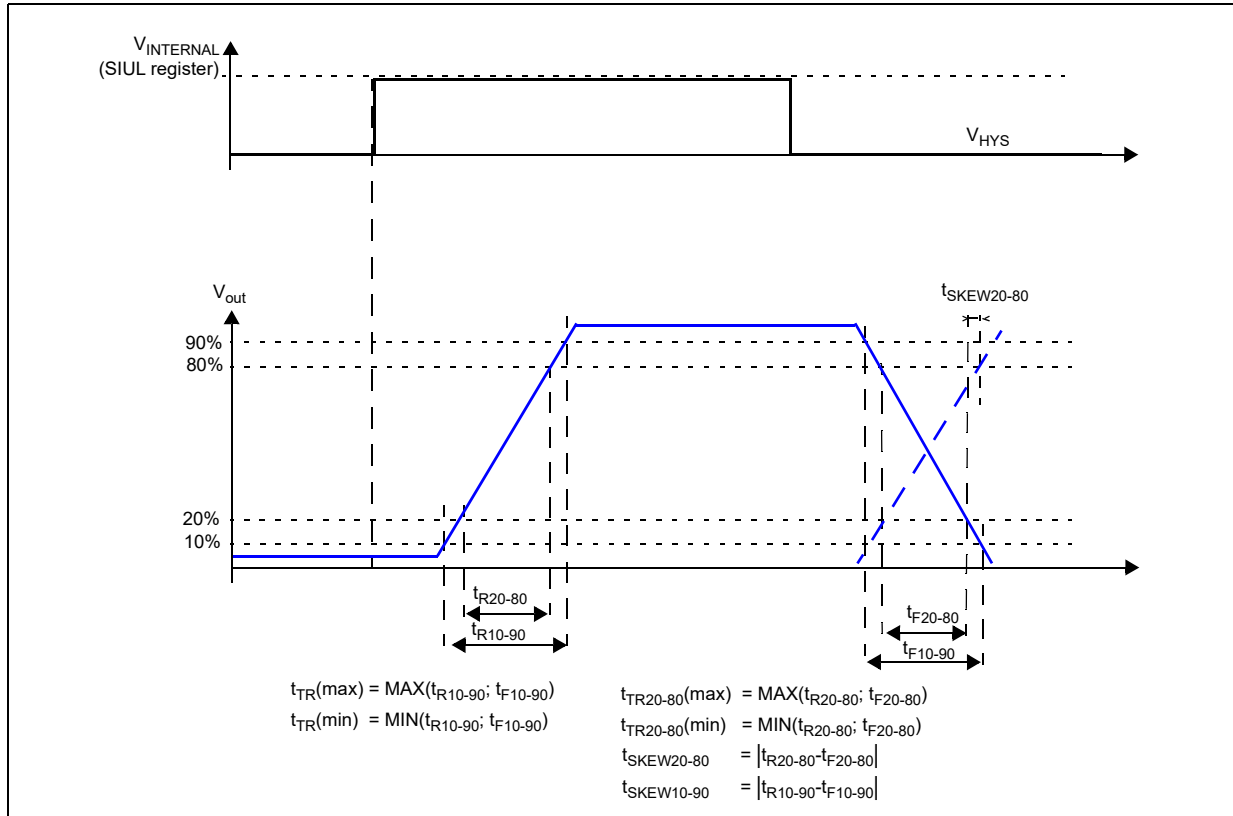 VINTERNAL
(SIUL register)
VHYS
Vout
tSKEW20-80
90%
80%
20%
10%
tR20-80
tR10-90
tF20-80
tF10-90
tTR(max) = MAX(tR10-90; tF10-90)
tTR(min) = MIN(tR10-90; tF10-90)
tTR20-80(max) = MAX(tR20-80; tF20-80)
tTR20-80(min) = MIN(tR20-80; tF20-80)
tSKEW20-80 = |tR20-80-tF20-80|
tSKEW10-90 = |tR10-90-tF10-90|